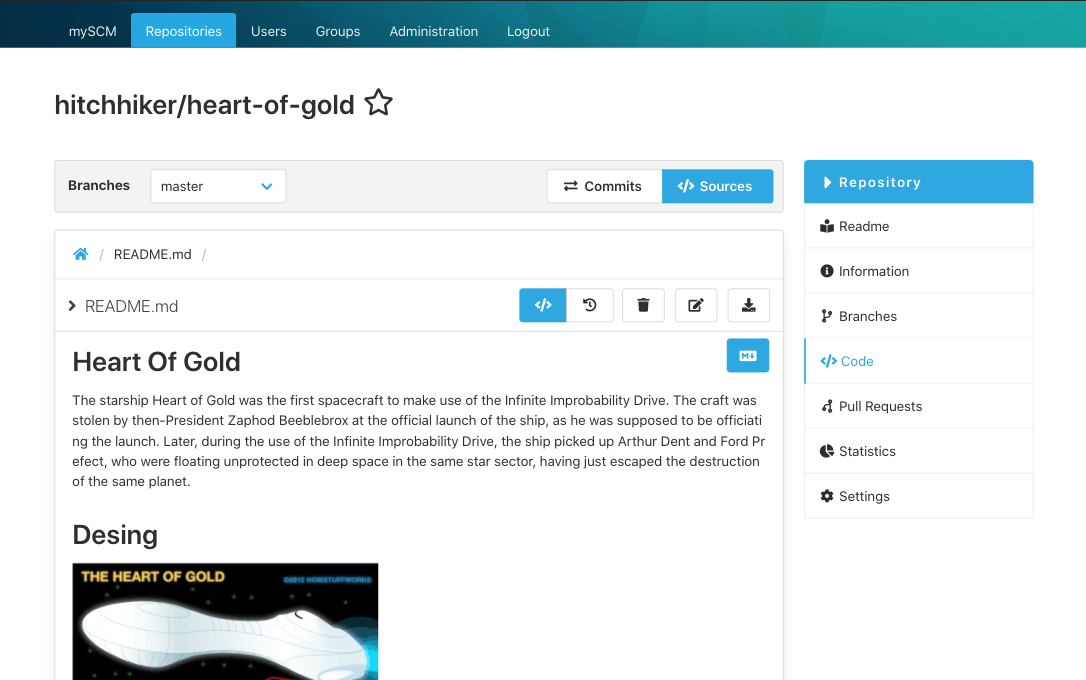 mySCM Repositories Users Groups Administration Logout
hitchhiker/heart-of-gold
Branches master Commits Sources
/ README.md /
README.md
Heart Of Gold
M
The starship Heart of Gold was the first spacecraft to make use of the Infinite Improbability Drive. The craft was
stolen by then-President Zaphod Beeblebrox at the official launch of the ship, as he was supposed to be officiati
ng the launch. Later, during the use of the Infinite Improbability Drive, the ship picked up Arthur Dent and Ford Pr
efect, who were floating unprotected in deep space in the same star sector, having just escaped the destruction
of the same planet.
Desing
THE HEART OF GOLD ©2012 HOWSTUFFWORKS
Repository
Readme
Information
Branches
Code
Pull Requests
Statistics
Settings